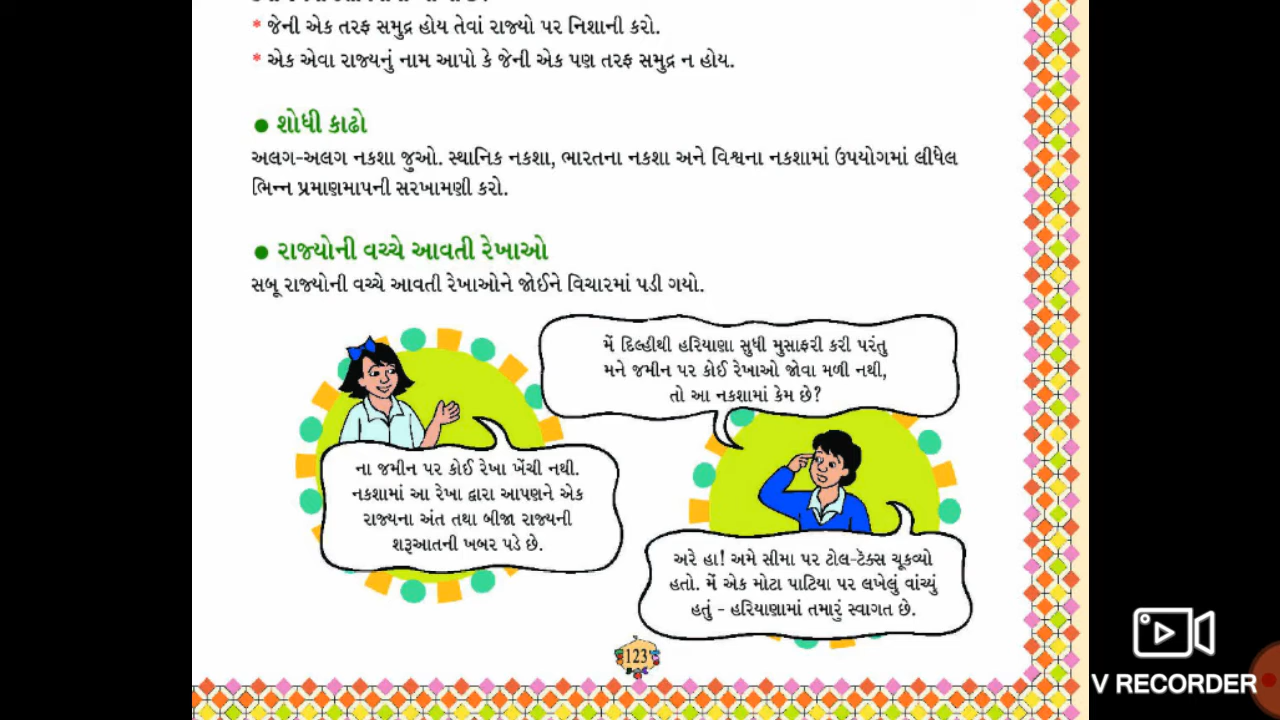 * જેની એક તરફ સમુદ્ર હોય તેવાં રાજ્યો પર નિશાની કરો.
* એક એવા રાજ્યનું નામ આપો કે જેની એક પણ તરફ સમુદ્ર ન હોય.
● શોધી કાઢો
અલગ-અલગ નકશા જુઓ. સ્થાનિક નકશા, ભારતના નકશા અને વિશ્વના નકશામાં ઉપયોગમાં લીધેલ
ભિન્ન પ્રમાણમાપની સરખામણી કરો.
● રાજ્યોની વચ્ચે આવતી રેખાઓ
સબૂ રાજ્યોની વચ્ચે આવતી રેખાઓને જોઈને વિચારમાં પડી ગયો.
મેં દિલ્હીથી હરિયાણા સુધી મુસાફરી કરી પરંતુ
મને જમીન પર કોઈ રેખાઓ જોવા મળી નથી,
તો આ નકશામાં કેમ છે?
ના જમીન પર કોઈ રેખા ખેંચી નથી.
નકશામાં આ રેખા દ્વારા આપણને એક
રાજ્યના અંત તથા બીજા રાજ્યની
શરૂઆતની ખબર પડે છે.
અરે હા! અમે સીમા પર ટોલ-ટૅક્સ ચૂકવ્યો
હતો. મેં એક મોટા પાટિયા પર લખેલું વાંચ્યું
હતું - હરિયાણામાં તમારું સ્વાગત છે.
123
V RECORDER